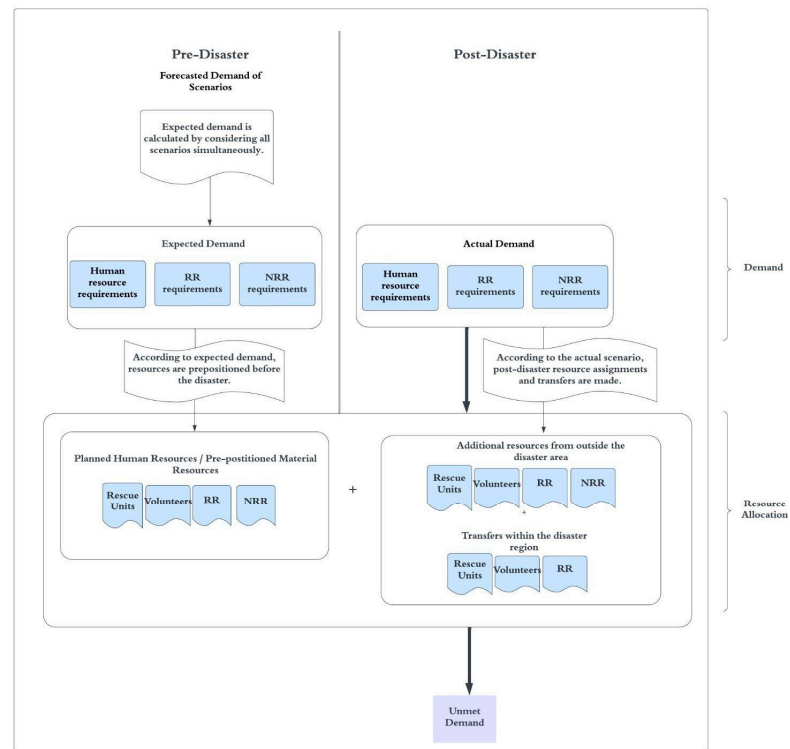 Pre-Disaster
Post-Disaster
Forecasted Demand of
Scenarios
Expected demand is
calculated by considering all
scenarios simultaneously.
Expected Demand
Human
resource
requirements
RR
requirements
NRR
requirements
Actual Demand
Human
resource
requirements
RR
requirements
NRR
requirements
Demand
According to expected demand,
resources are prepositioned before
the disaster.
According to the actual scenario,
post-disaster resource assignments
and transfers are made.
Planned Human Resources / Pre-postitioned Material
Resources
Rescue
Units
Volunteers
RR
NRR
+
Additional resources from outside the
disaster area
Rescue
Units
Volunteers
RR
NRR
+
Transfers within the disaster
region
Rescue
Units
Volunteers
RR
Resource
Allocation
Unmet
Demand